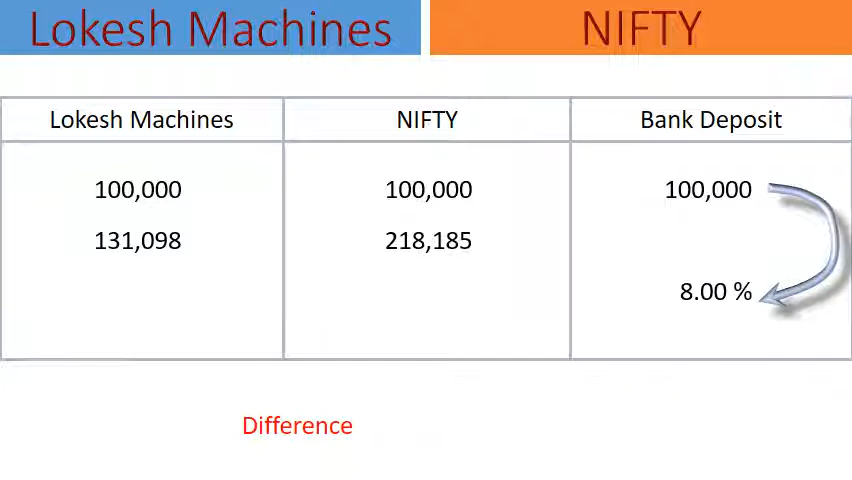 Lokesh Machines NIFTY
Lokesh Machines NIFTY Bank Deposit
100,000 100,000 100,000
131,098 218,185
8.00 %
Difference